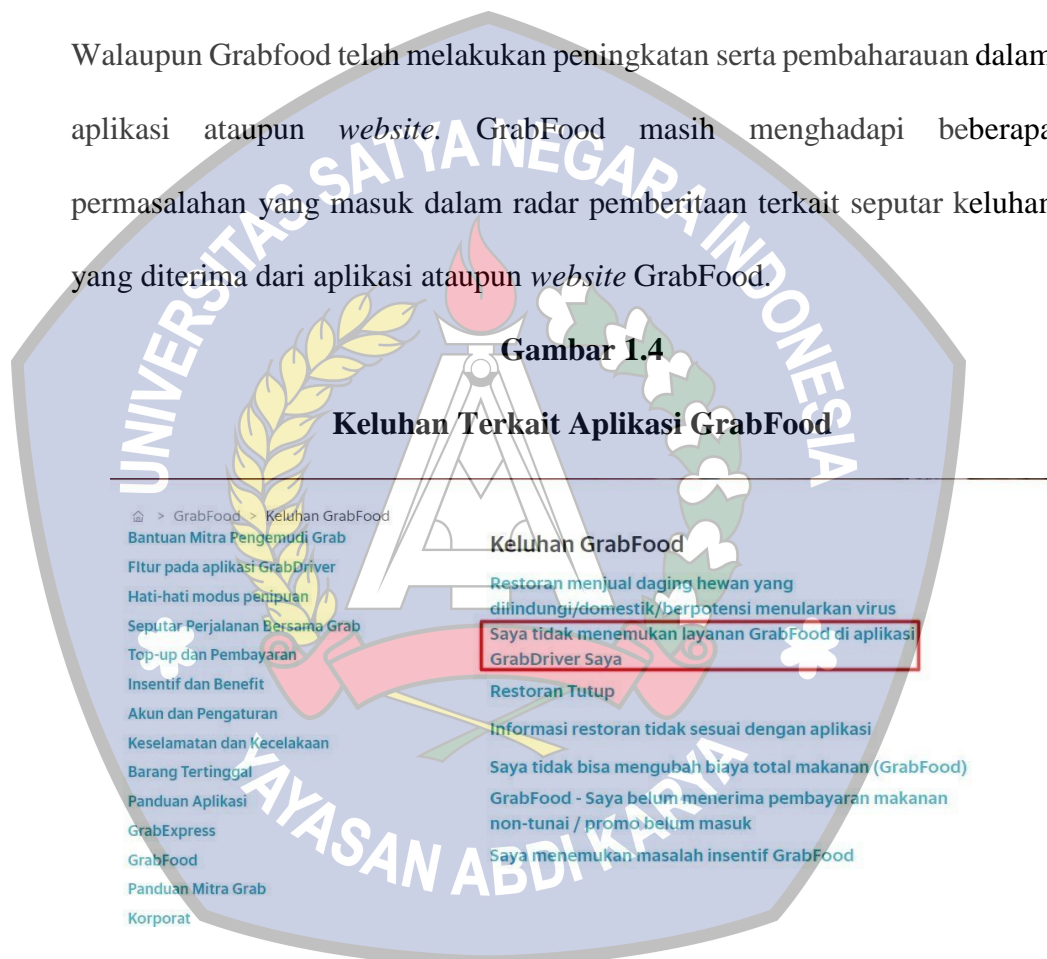 Walaupun Grabfood telah melakukan peningkatan serta pembaharauan dalam
aplikasi ataupun website. GrabFood masih menghadapi beberapa
permasalahan yang masuk dalam radar pemberitaan terkait seputar keluhan
yang diterima dari aplikasi ataupun website GrabFood.
Gambar 1.4
Keluhan Terkait Aplikasi GrabFood
> GrabFood > Keluhan GrabFood
Bantuan Mitra Pengemudi Grab
FItur pada aplikasi GrabDriver
Hati-hati modus penipuan
Seputar Perjalanan Bersama Grab
Top-up dan Pembayaran
Insentif dan Benefit
Akun dan Pengaturan
Keselamatan dan Kecelakaan
Barang Tertinggal
Panduan Aplikasi
GrabExpress
GrabFood
Panduan Mitra Grab
Korporat
Keluhan GrabFood
Restoran menjual daging hewan yang
dilindungi/domestik/berpotensi menularkan virus
Saya tidak menemukan layanan GrabFood di aplikasi
GrabDriver Saya
Restoran Tutup
Informasi restoran tidak sesuai dengan aplikasi
Saya tidak bisa mengubah biaya total makanan (GrabFood)
GrabFood - Saya belum menerima pembayaran makanan
non-tunai / promo belum masuk
Saya menemukan masalah insentif GrabFood
UNIVERSITAS SATYA NEGARA INDONESIA
YAYASAN ABDI KARYA